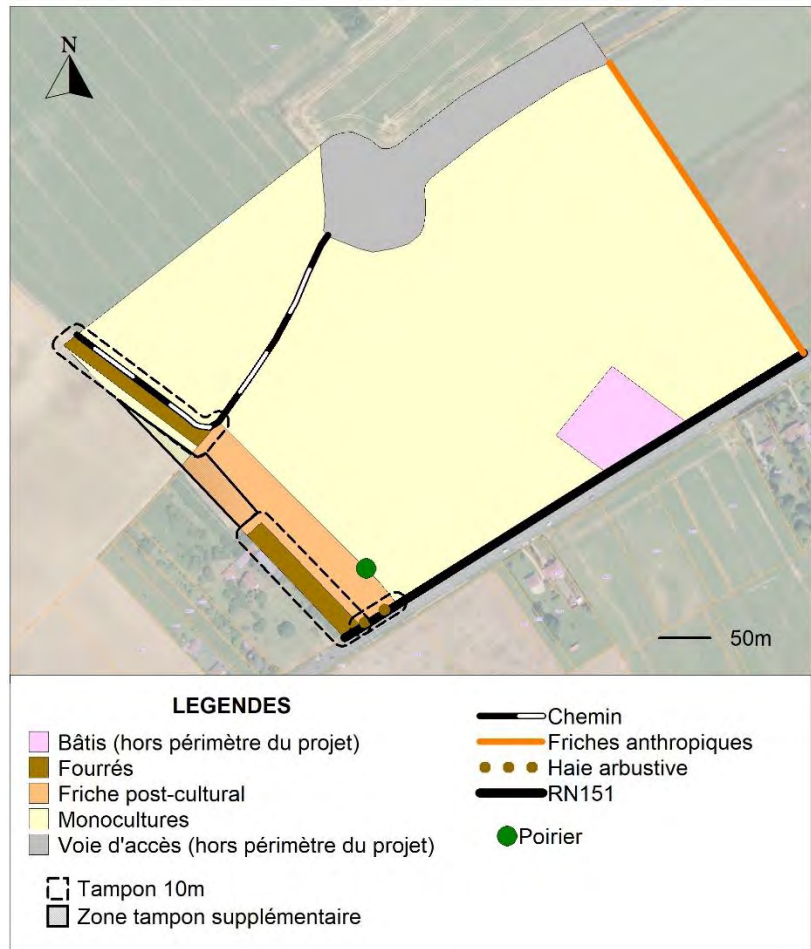 N
50m
LEGENDES
Bâtis (hors périmètre du projet)
Fourrés
Friche post-cultural
Monocultures
Voie d'accès (hors périmètre du projet)
Tampon 10m
Zone tampon supplémentaire
Chemin
Friches anthropiques
Haie arbustive
RN151
Poirier